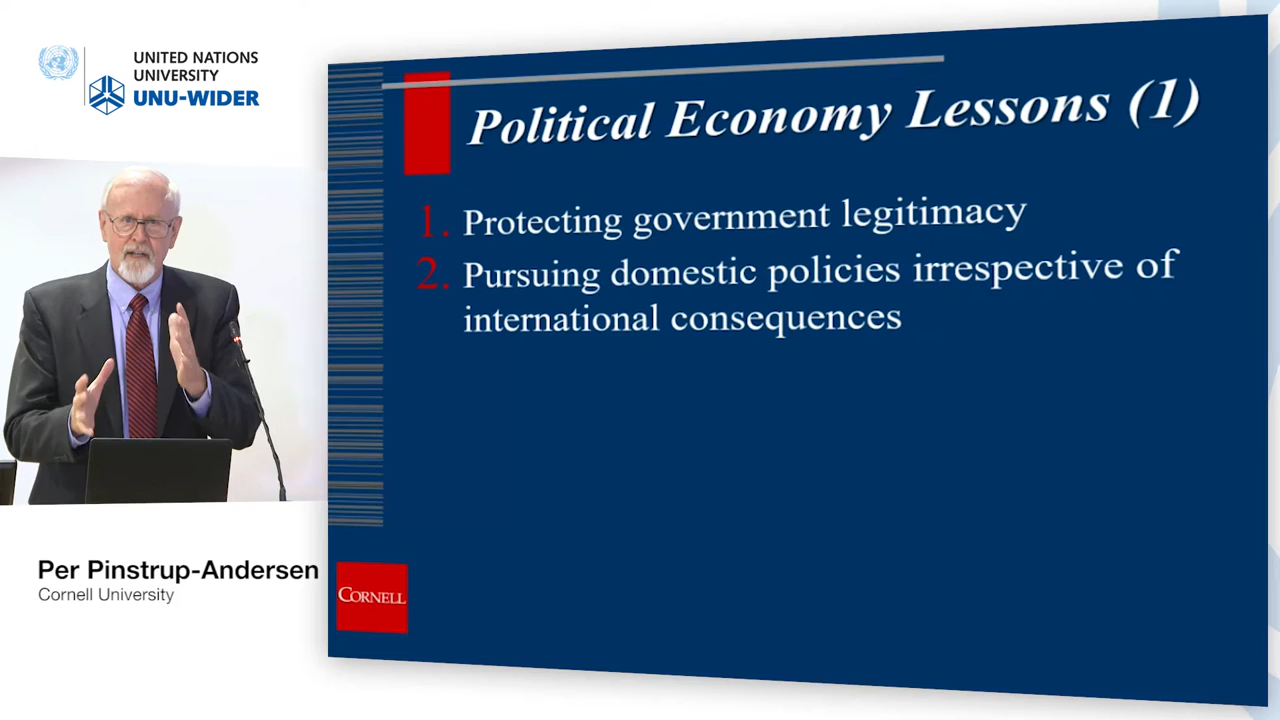 UNITED NATIONS
UNIVERSITY
UNU-WIDER
Political Economy Lessons (1)
1. Protecting government legitimacy
2. Pursuing domestic policies irrespective of
international consequences
Per Pinstrup-Andersen
Cornell University
CORNELL